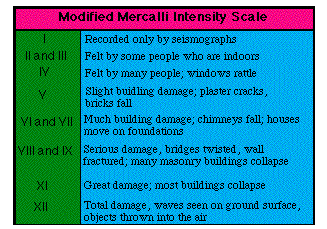 Modified Mercalli Intensity Scale
I Recorded only by seismographs
II and III Felt by some people who are indoors
IV Felt by many people; windows rattle
V Slight buidling damage; plaster cracks,
bricks fall
VI and VII Much building damage; chimneys fall; houses
move on foundations
VIII and IX Serious damage, bridges twisted, wall
fractured; many masonry buildings collapse
XI Great damage; most buildings collapse
XII Total damage, waves seen on ground surface,
objects thrown into the air